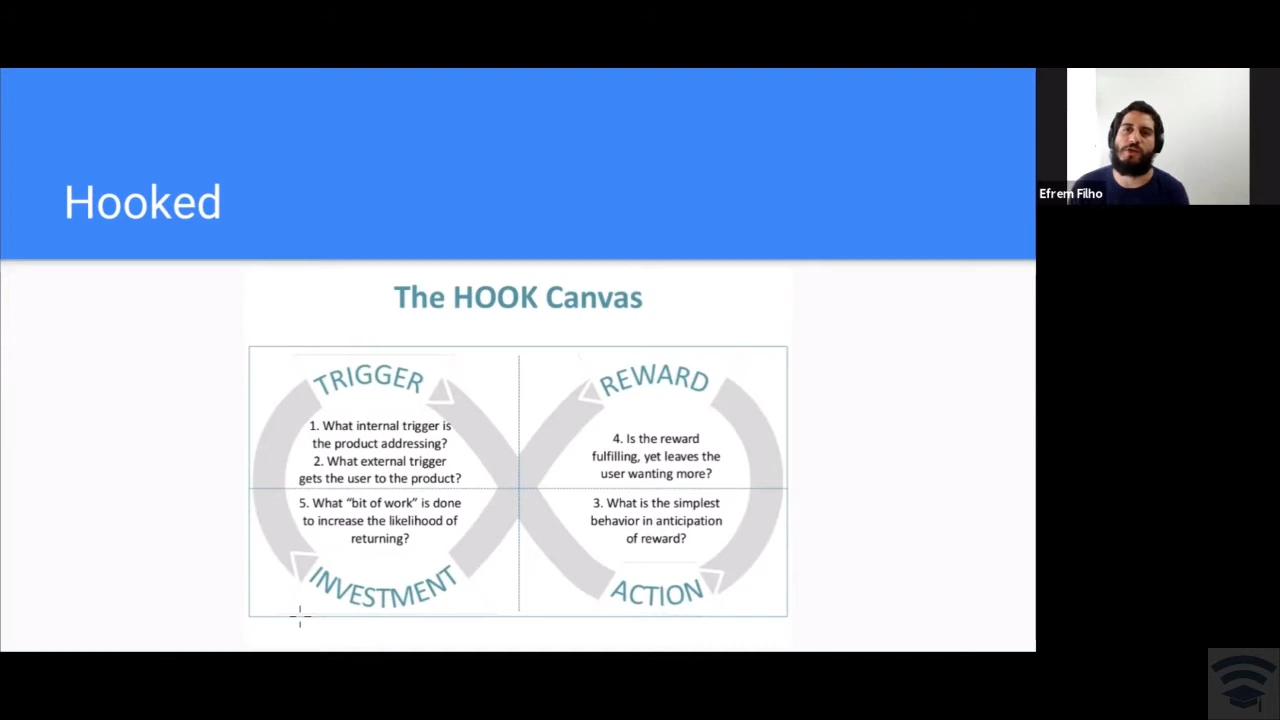 Hooked
Efrem Filho
The HOOK Canvas
TRIGGER
1. What internal trigger is
the product addressing?
2. What external trigger
gets the user to the product?
5. What “bit of work” is done
to increase the likelihood of
returning?
INVESTMENT
REWARD
4. Is the reward
fulfilling, yet leaves the
user wanting more?
3. What is the simplest
behavior in anticipation
of reward?
ACTION